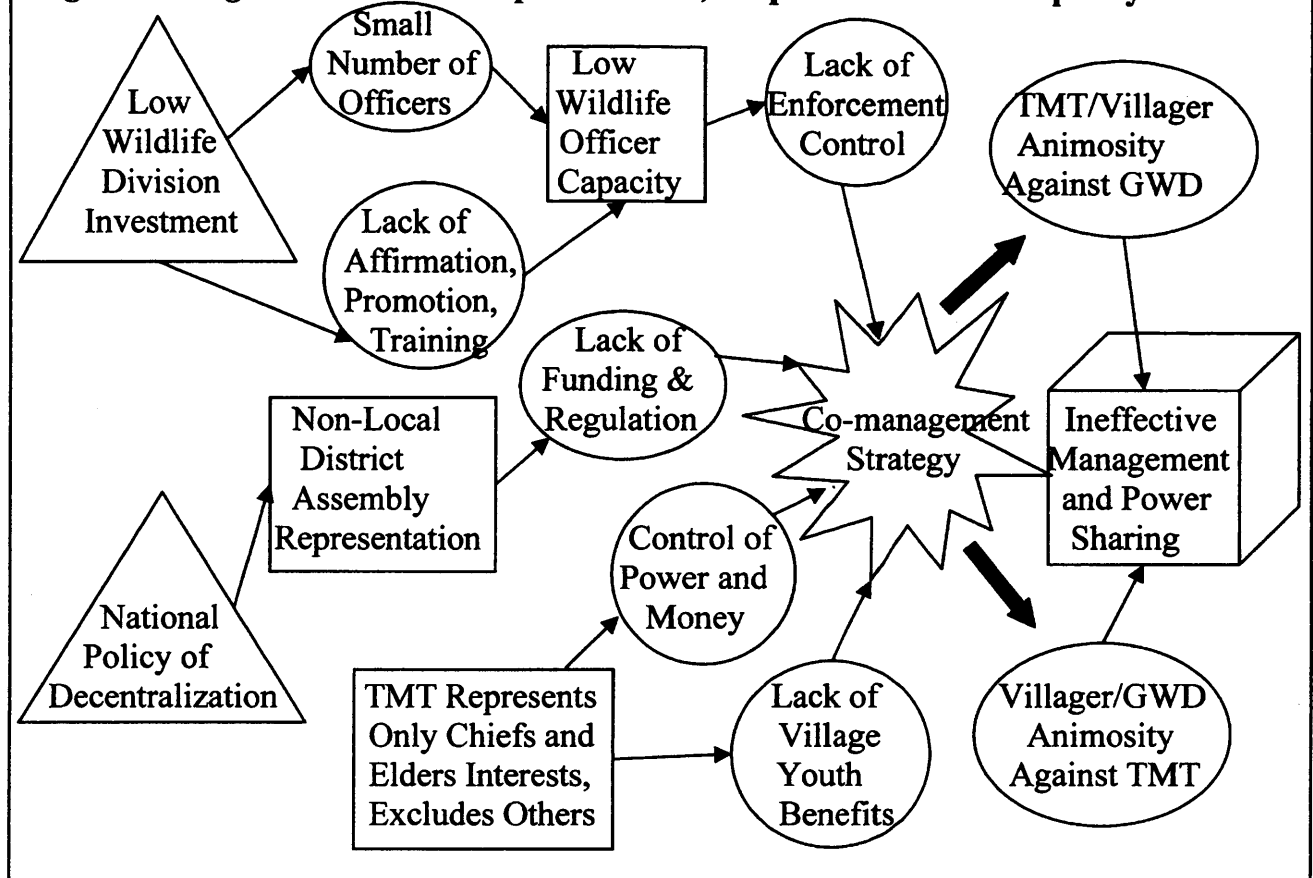 Low
Wildlife
Division
Investment
Small
Number of
Officers
Lack of
Affirmation,
Promotion,
Training
Low
Wildlife
Officer
Capacity
Lack of
Enforcement
Control
TMT/Villager
Animosity
Against GWD
National
Policy of
Decentralization
Non-Local
District
Assembly
Representation
Lack of
Funding &
Regulation
Co-management
Strategy
Ineffective
Management
and Power
Sharing
TMT Represents
Only Chiefs and
Elders Interests,
Excludes Others
Control of
Power and
Money
Lack of
Village
Youth
Benefits
Villager/GWD
Animosity
Against TMT